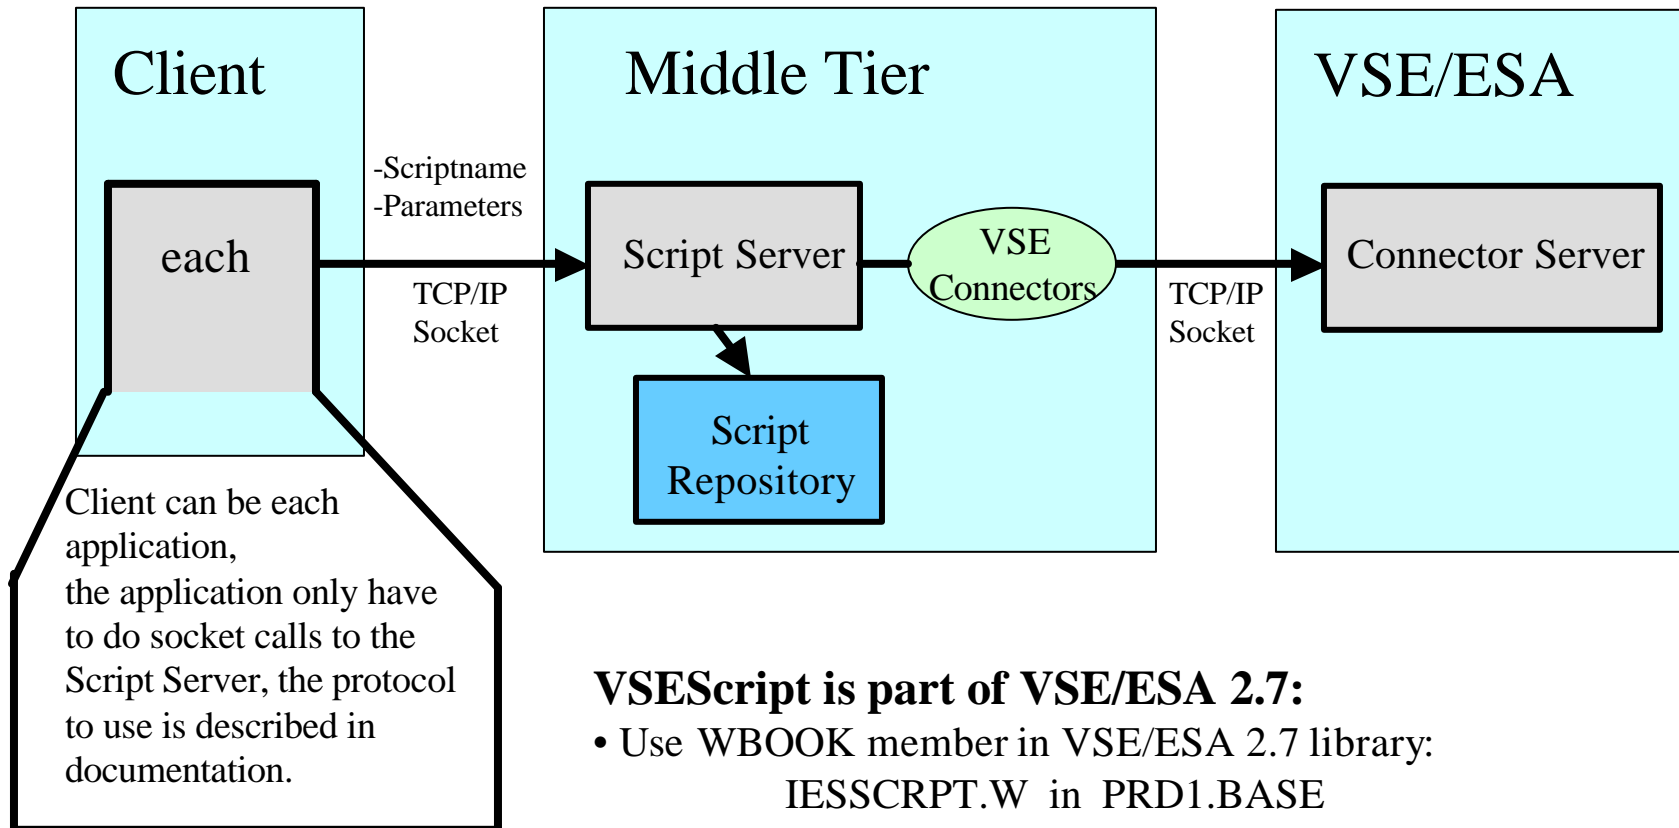 Client
Middle Tier
VSE/ESA
-Scriptname
-Parameters
each
Script Server
VSE
Connectors
Connector Server
TCP/IP
Socket
TCP/IP
Socket
Script
Repository
Client can be each
application,
the application only have
to do socket calls to the
Script Server, the protocol
to use is described in
documentation.
VSEScript is part of VSE/ESA 2.7:
• Use WBOOK member in VSE/ESA 2.7 library:
IESSCRPT.W in PRD1.BASE